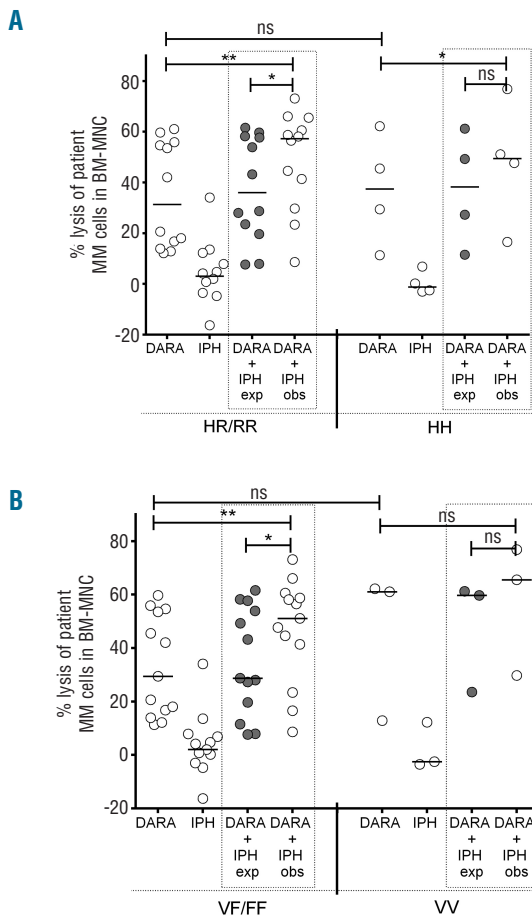 A
ns
** *
* ns
% lysis of patient
MM cells in BM-MNC
80
60
40
20
0
-20
DARA IPH DARA DARA DARA IPH DARA DARA
+ + + +
IPH IPH IPH IPH
exp obs exp obs
HR/RR HH
B
ns
** ns
* ns
% lysis of patient
MM cells in BM-MNC
80
60
40
20
0
-20
DARA IPH DARA DARA DARA IPH DARA DARA
+ + + +
IPH IPH IPH IPH
exp obs exp obs
VF/FF VV